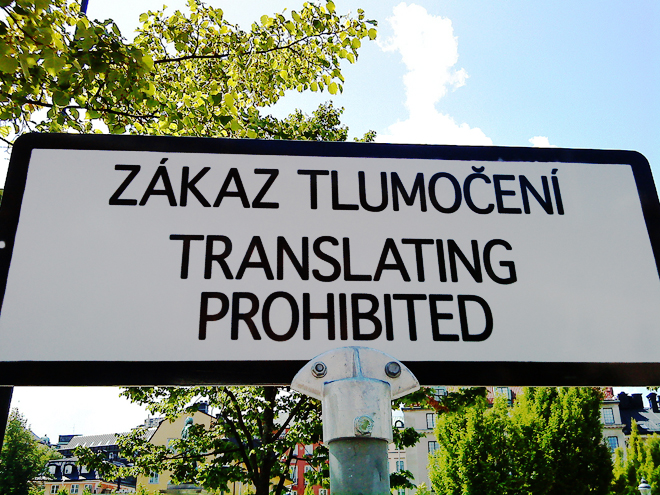 ZÁKAZ TLUMOČENÍ
TRANSLATING
PROHIBITED